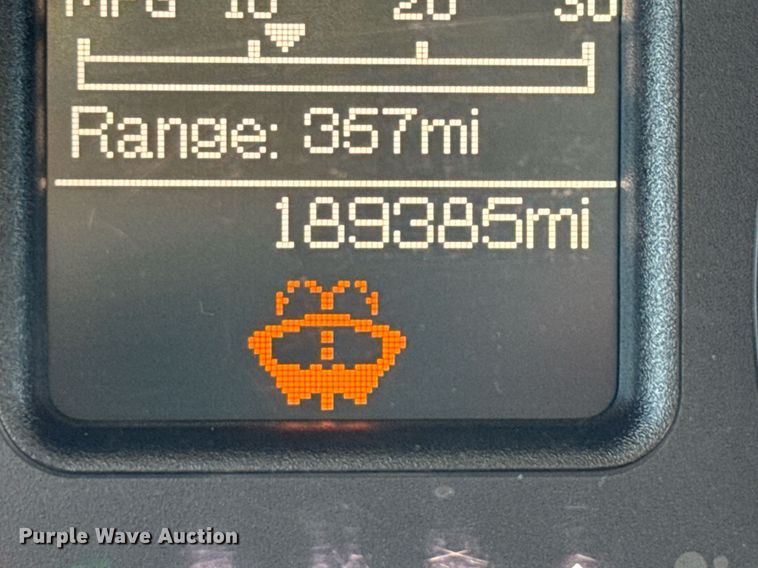 MPG 10 20 30
Range: 357mi
189385mi
Purple Wave Auction